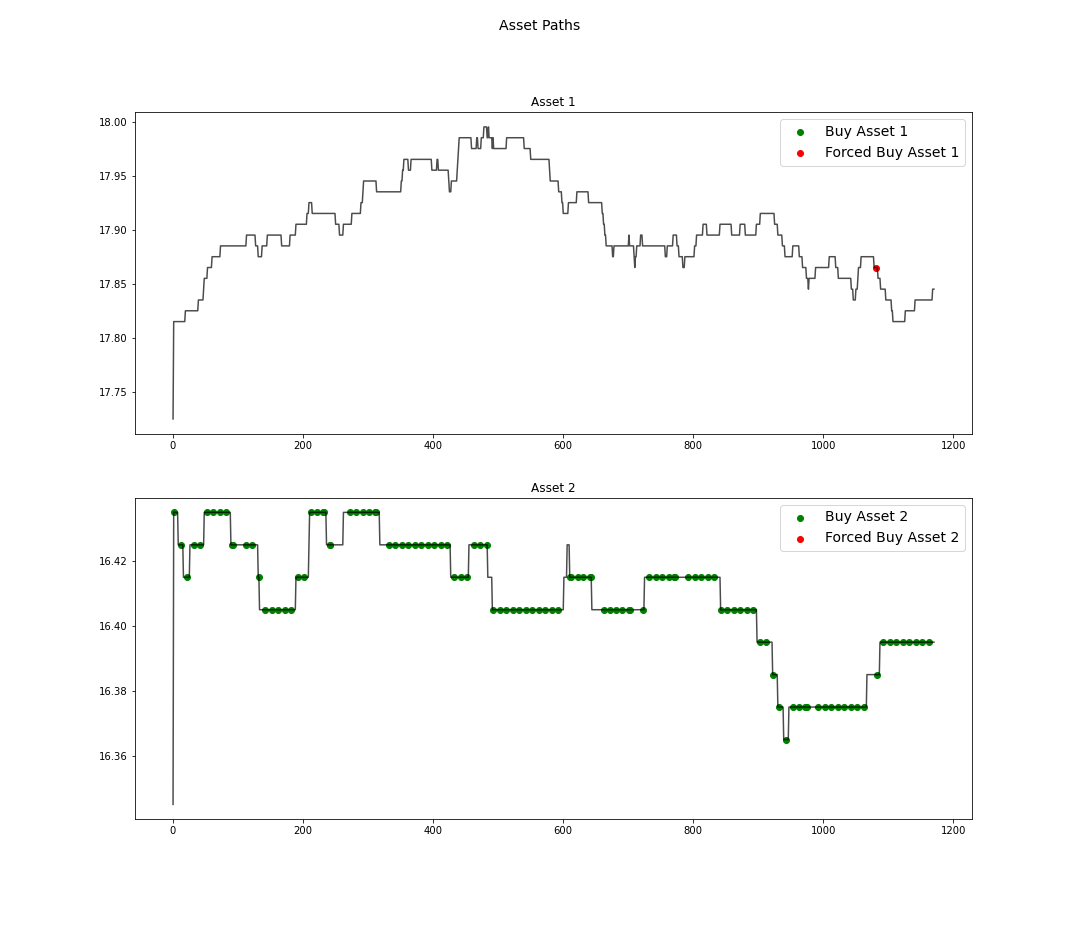 Asset Paths
Asset 1
18.00
17.95
17.90
17.85
17.80
17.75
Buy Asset 1
Forced Buy Asset 1
0 200 400 600 800 1000 1200
Asset 2
16.42
16.40
16.38
16.36
Buy Asset 2
Forced Buy Asset 2
0 200 400 600 800 1000 1200